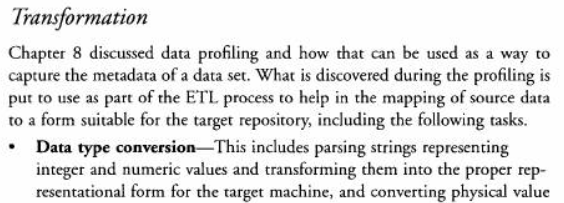 Transformation
Chapter 8 discussed data profiling and how that can be used as a way to
capture the metadata of a data set. What is discovered during the profiling is
put to use as part of the ETL process to help in the mapping of source data
to a form suitable for the target repository, including the following tasks.
• Data type conversion—This includes parsing strings representing
integer and numeric values and transforming them into the proper rep-
resentational form for the target machine, and converting physical value